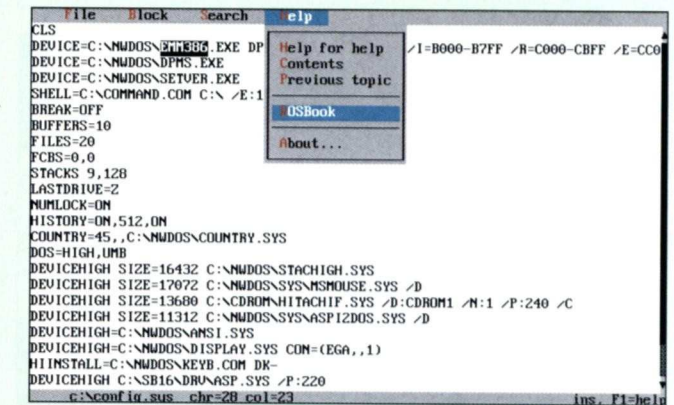 File Block Search Help
CLS
DEVICE=C:\NWDOS\EMM386.EXE DP /I=B000-B7FF /R=C000-CBFF /E=CC0
DEVICE=C:\NWDOS\DPMS.EXE
DEVICE=C:\NWDOS\SETVER.EXE
SHELL=C:\COMMAND.COM C:\ /E:1
BREAK=OFF
BUFFERS=10
FILES=20
FCBS=0,0
STACKS 9,128
LASTDRIVE=Z
NUMLOCK=ON
HISTORY=ON,512,ON
COUNTRY=45,,C:\NWDOS\COUNTRY.SYS
DOS=HIGH,UMB
DEVICEHIGH SIZE=16432 C:\NWDOS\STACHIGH.SYS
DEVICEHIGH SIZE=17072 C:\NWDOS\SYS\MSMOUSE.SYS /D
DEVICEHIGH SIZE=13680 C:\CDROM\HITACHIF.SYS /D:CDROM1 /N:1 /P:240 /C
DEVICEHIGH SIZE=11312 C:\NWDOS\SYS\ASPI2DOS.SYS /D
DEVICEHIGH=C:\NWDOS\ANSI.SYS
DEVICEHIGH=C:\NWDOS\DISPLAY.SYS CON=(EGA,,1)
HIINSTALL=C:\NWDOS\KEYB.COM DK-
DEVICEHIGH C:\SB16\DRV\ASP.SYS /P:220
Help for help
Contents
Previous topic
DOSBook
About...
c:\config.sys chr=28 col=23 ins, F1=help